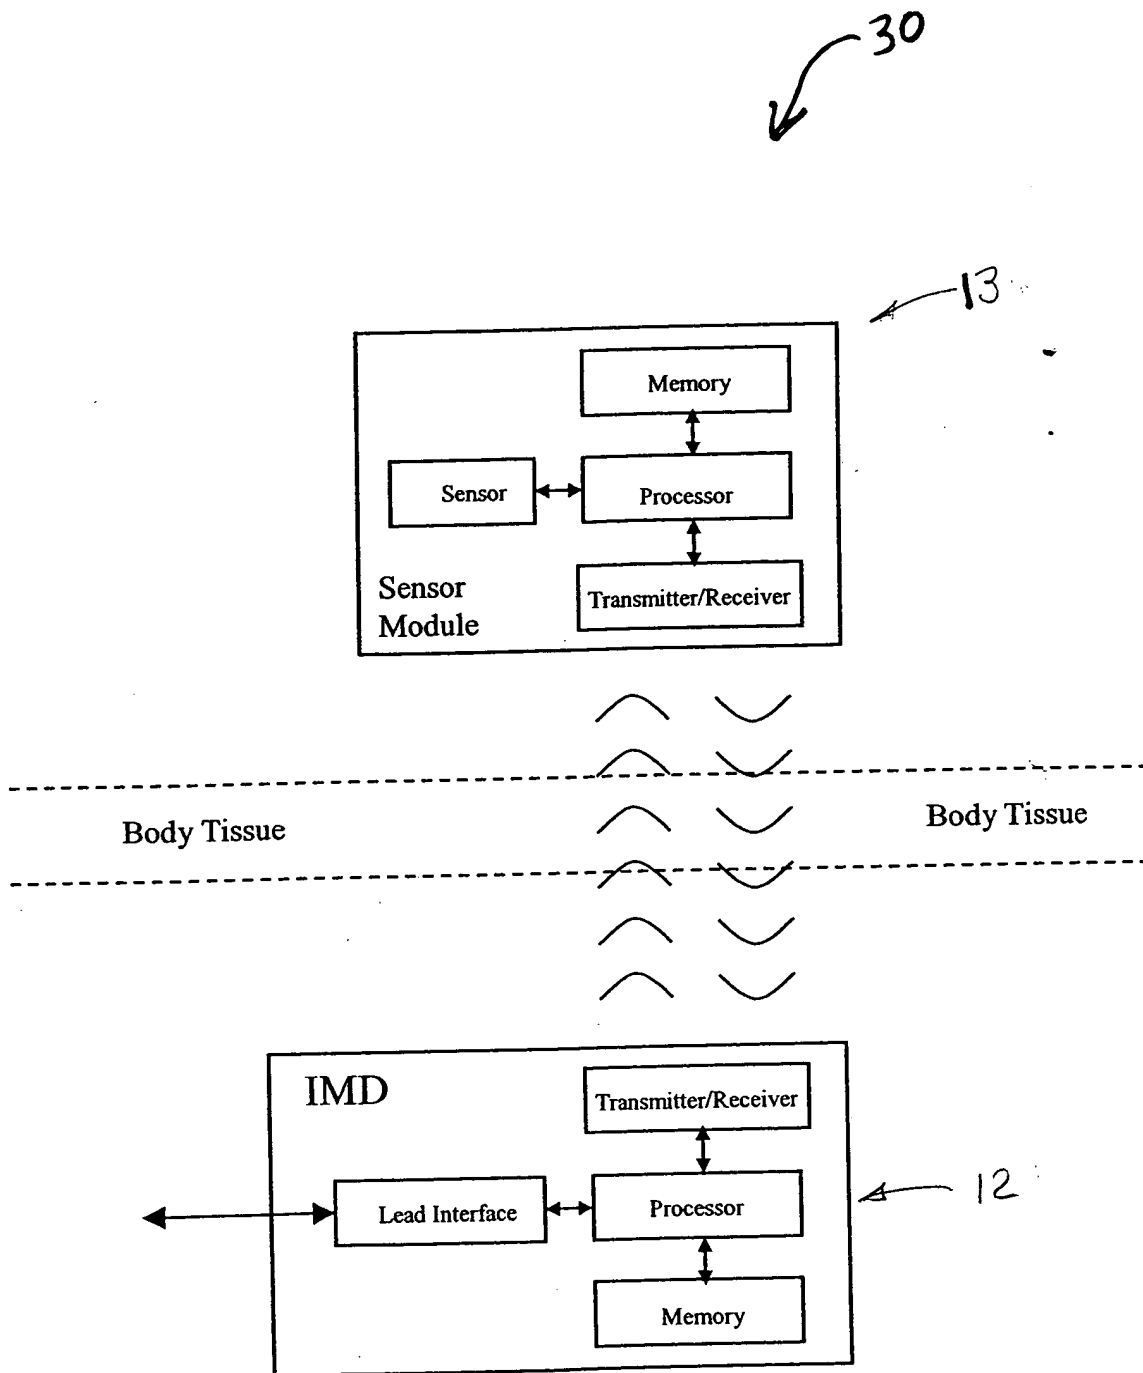 30
13
Memory
Sensor
Processor
Sensor
Module
Transmitter/Receiver
Body Tissue
Body Tissue
IMD
Transmitter/Receiver
Lead Interface
Processor
12
Memory